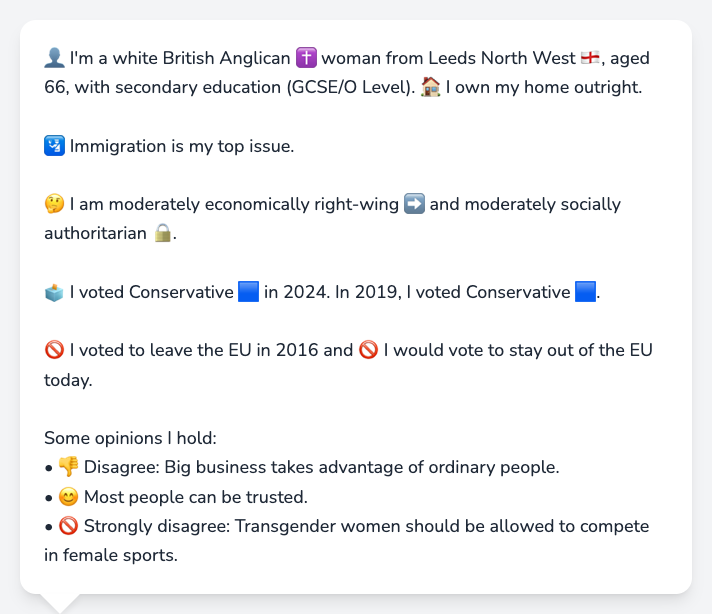 👤 I'm a white British Anglican ✝️ woman from Leeds North West 🏴󠁧󠁢󠁥󠁮󠁧󠁿, aged
66, with secondary education (GCSE/O Level). 🏠 I own my home outright.
🛂 Immigration is my top issue.
🤔 I am moderately economically right-wing ➡️ and moderately socially
authoritarian 🔒.
🗳️ I voted Conservative 🟦 in 2024. In 2019, I voted Conservative 🟦.
🚫 I voted to leave the EU in 2016 and 🚫 I would vote to stay out of the EU
today.
Some opinions I hold:
• 👎 Disagree: Big business takes advantage of ordinary people.
• 😊 Most people can be trusted.
• 🚫 Strongly disagree: Transgender women should be allowed to compete
in female sports.